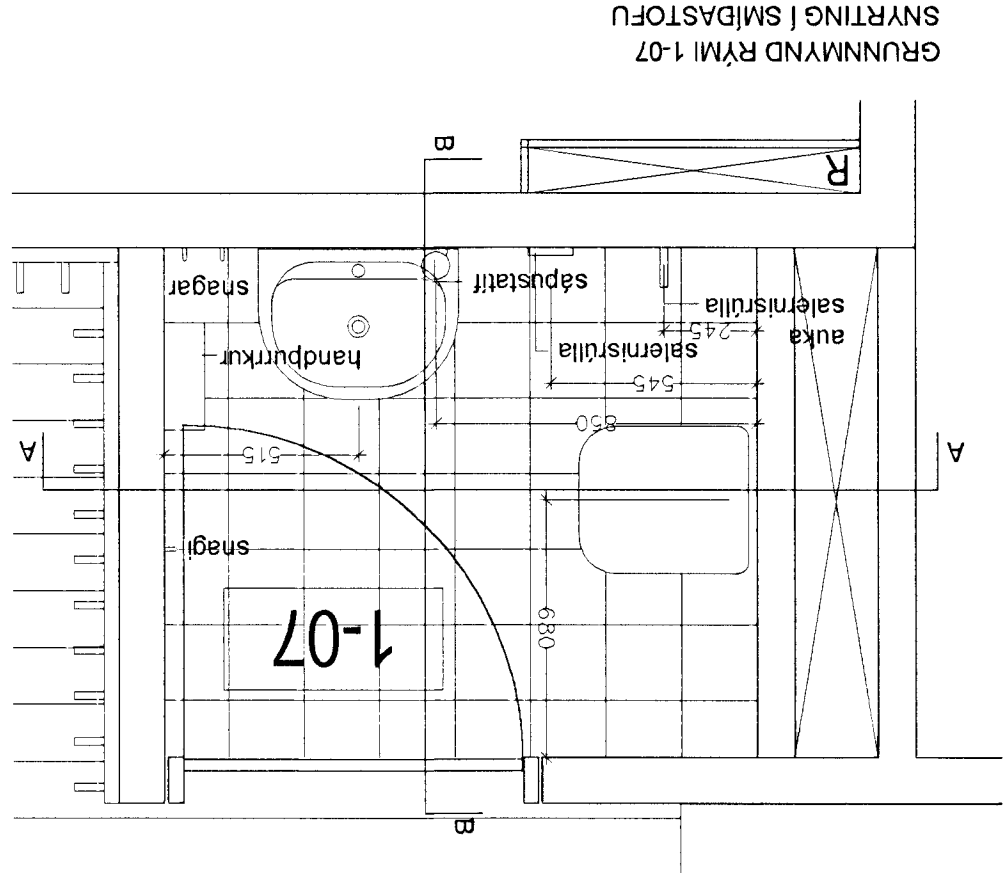 B
1-07
680
snagi
A
A
515
850
545
handþurrkur
salernisrúlla
auka
salernisrúlla
245
sápustatíf
snagar
R
B
GRUNNMYND RÝMI 1-07
SNYRTING Í SMÍÐASTOFU